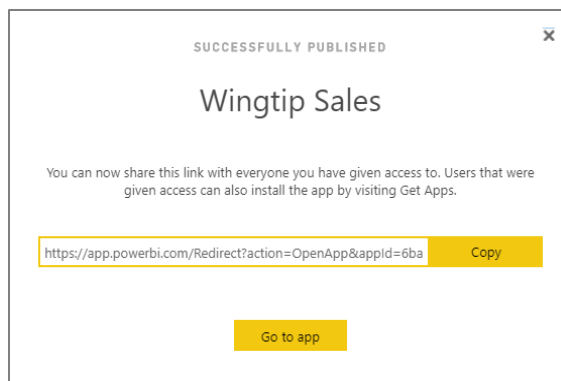 SUCCESSFULLY PUBLISHED
Wingtip Sales
You can now share this link with everyone you have given access to. Users that were
given access can also install the app by visiting Get Apps.
https://app.powerbi.com/Redirect?action=OpenApp&appId=6ba
Copy
Go to app